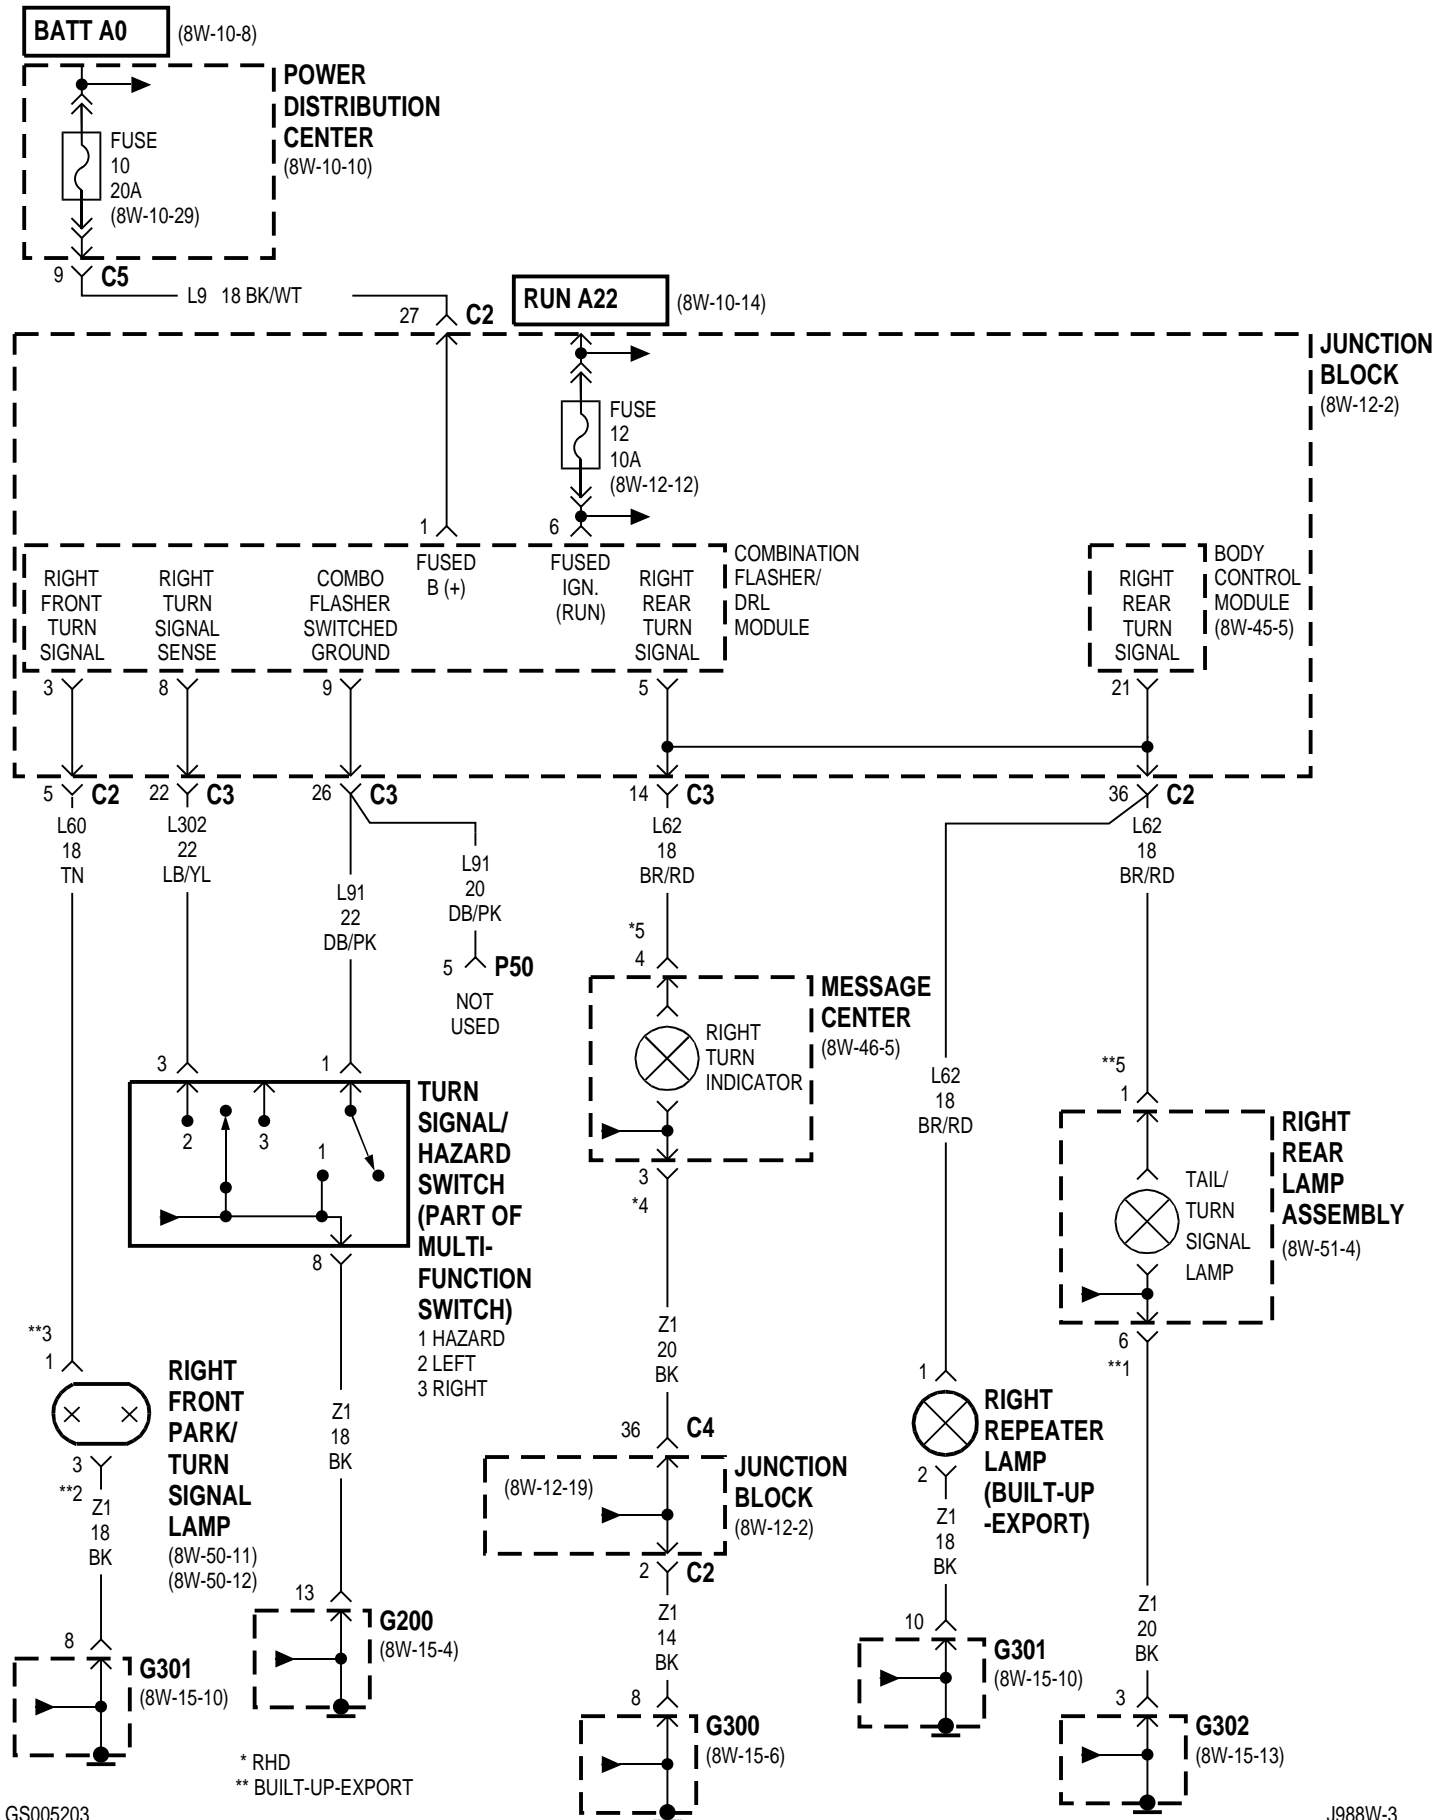 BATT A0
(8W-10-8)
POWER
DISTRIBUTION
CENTER
(8W-10-10)
FUSE
10
20A
(8W-10-29)
9
C5
L9 18 BK/WT
27
C2
RUN A22
(8W-10-14)
JUNCTION
BLOCK
(8W-12-2)
FUSE
12
10A
(8W-12-12)
1
6
RIGHT
FRONT
TURN
SIGNAL
RIGHT
TURN
SIGNAL
SENSE
COMBO
FLASHER
SWITCHED
GROUND
FUSED
B (+)
FUSED
IGN.
(RUN)
RIGHT
REAR
TURN
SIGNAL
COMBINATION
FLASHER/
DRL
MODULE
RIGHT
REAR
TURN
SIGNAL
BODY
CONTROL
MODULE
(8W-45-5)
3
8
9
5
21
5
C2
22
C3
26
C3
14
C3
36
C2
L60
18
TN
L302
22
LB/YL
L91
22
DB/PK
L91
20
DB/PK
5
P50
NOT
USED
L62
18
BR/RD
*5
4
L62
18
BR/RD
MESSAGE
CENTER
(8W-46-5)
RIGHT
TURN
INDICATOR
3
*4
L62
18
BR/RD
**5
1
RIGHT
REAR
LAMP
ASSEMBLY
(8W-51-4)
TAIL/
TURN
SIGNAL
LAMP
6
**1
3
1
2
3
1
8
TURN
SIGNAL/
HAZARD
SWITCH
(PART OF
MULTI-
FUNCTION
SWITCH)
1 HAZARD
2 LEFT
3 RIGHT
**3
1
RIGHT
FRONT
PARK/
TURN
SIGNAL
LAMP
(8W-50-11)
(8W-50-12)
3
**2
Z1
18
BK
8
G301
(8W-15-10)
Z1
18
BK
13
G200
(8W-15-4)
Z1
20
BK
36
C4
(8W-12-19)
JUNCTION
BLOCK
(8W-12-2)
2
C2
Z1
14
BK
8
G300
(8W-15-6)
1
RIGHT
REPEATER
LAMP
(BUILT-UP
-EXPORT)
2
Z1
18
BK
10
G301
(8W-15-10)
Z1
20
BK
3
G302
(8W-15-13)
* RHD
** BUILT-UP-EXPORT
GS005203
J988W-3